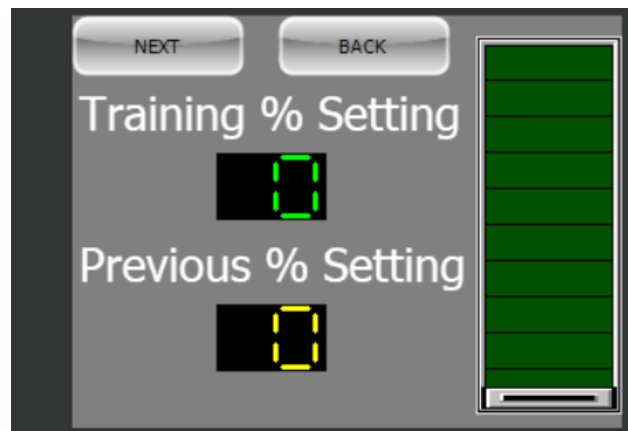 NEXT BACK
Training % Setting
0
Previous % Setting
0